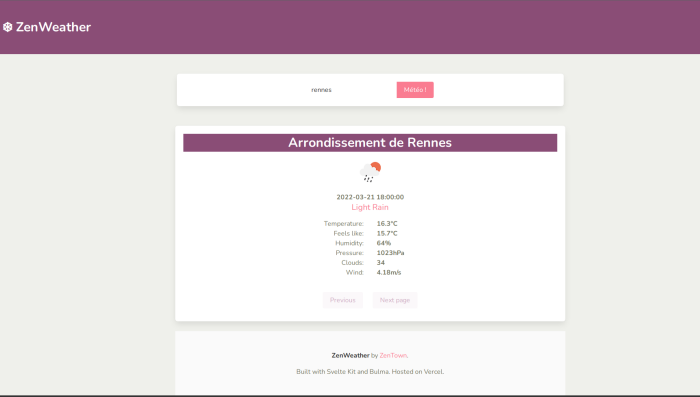 ❄ ZenWeather
rennes
Météo !
Arrondissement de Rennes
2022-03-21 18:00:00
Light Rain
Temperature: 16.3°C
Feels like: 15.7°C
Humidity: 64%
Pressure: 1023hPa
Clouds: 34
Wind: 4.18m/s
Previous Next page
ZenWeather by ZenTown.
Built with Svelte Kit and Bulma. Hosted on Vercel.